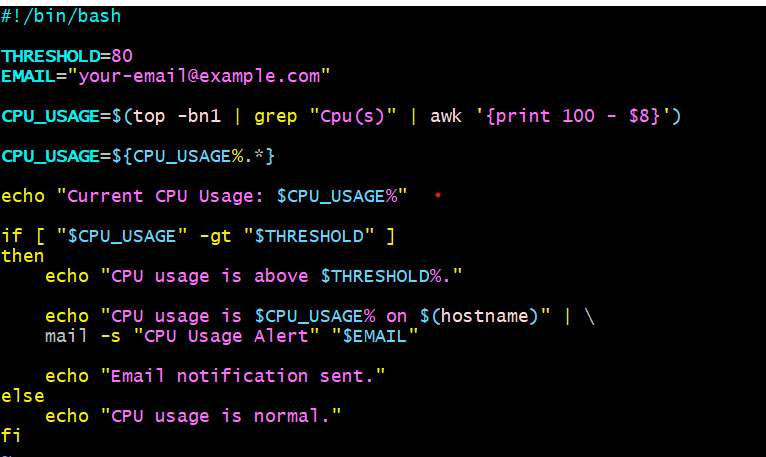 #!/bin/bash
THRESHOLD=80
EMAIL="your-email@example.com"
CPU_USAGE=$(top -bn1 | grep "Cpu(s)" | awk '{print 100 - $8}')
CPU_USAGE=${CPU_USAGE%.*}
echo "Current CPU Usage: $CPU_USAGE%"
if [ "$CPU_USAGE" -gt "$THRESHOLD" ]
then
    echo "CPU usage is above $THRESHOLD%."
    echo "CPU usage is $CPU_USAGE% on $(hostname)" | \
    mail -s "CPU Usage Alert" "$EMAIL"
    echo "Email notification sent."
else
    echo "CPU usage is normal."
fi